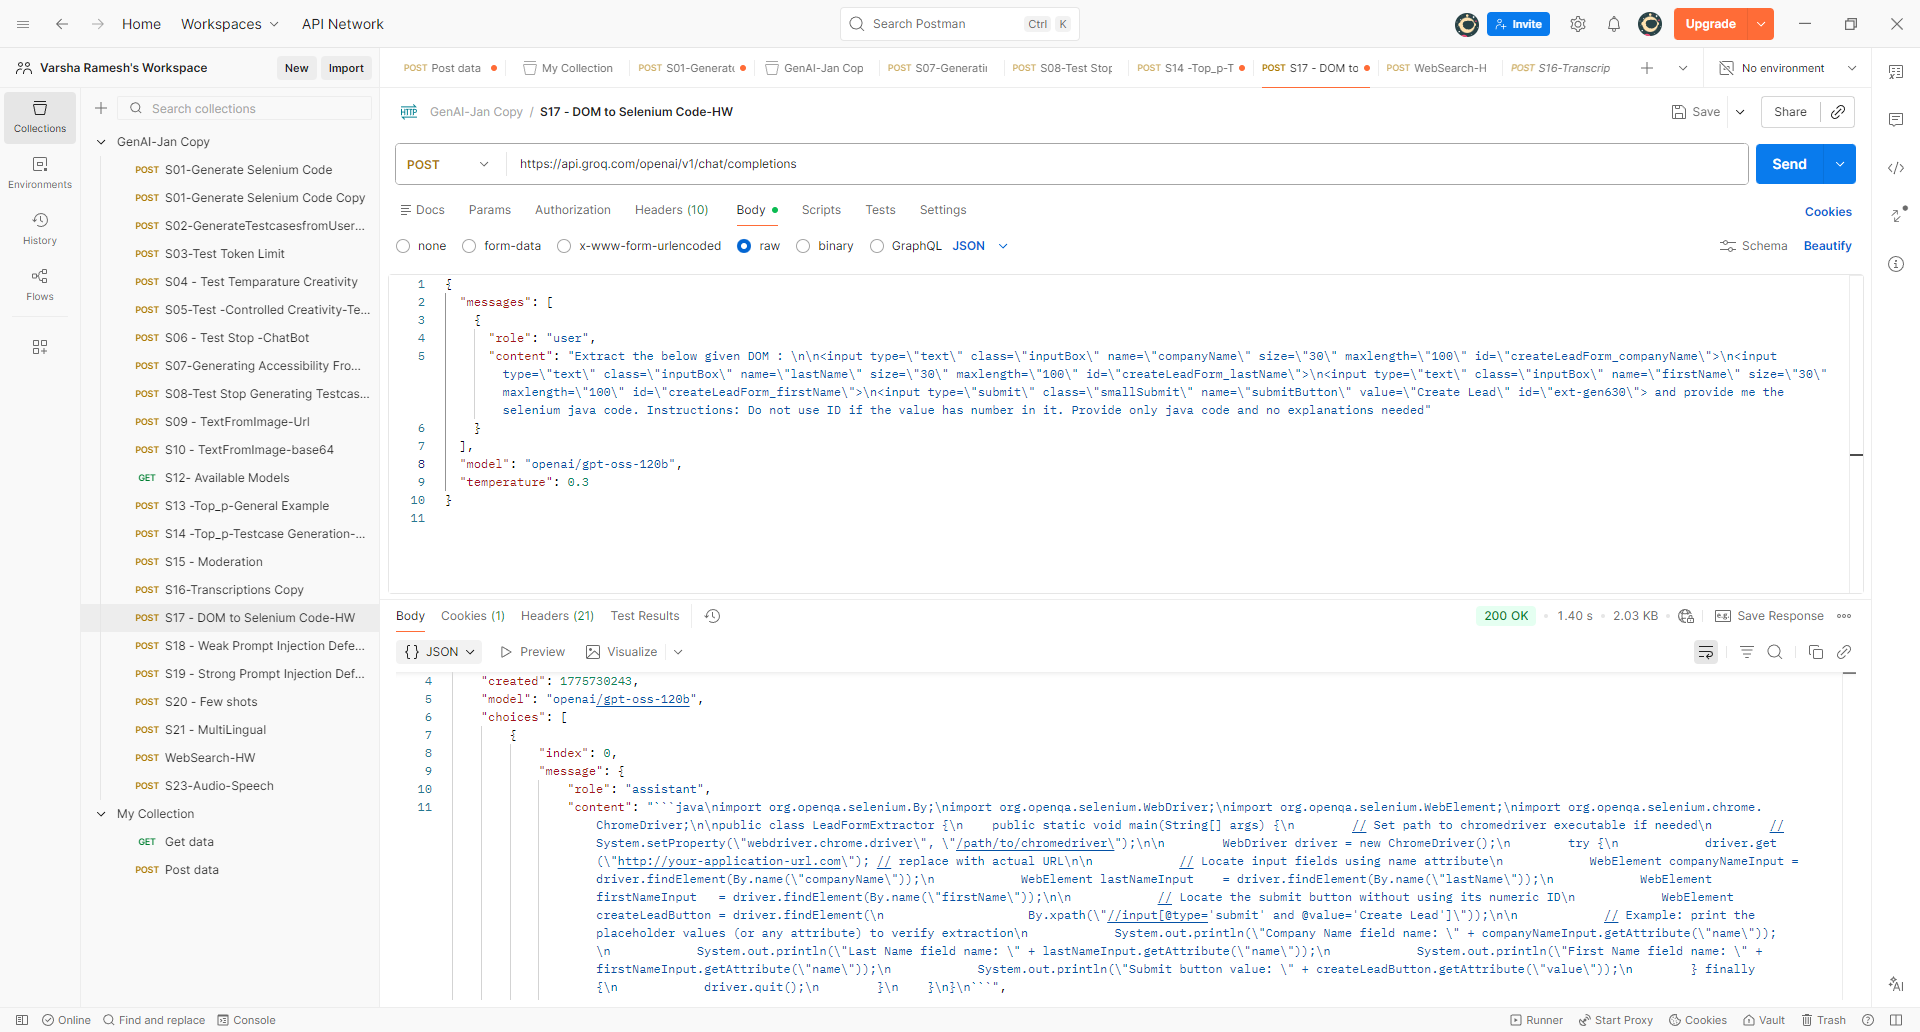 Home
Workspaces
API Network
Search Postman
Ctrl K
Invite
Upgrade
Varsha Ramesh's Workspace
New
Import
POST Post data
My Collection
POST S01-Generate
GenAI-Jan Cop
POST S07-Generatin
POST S08-Test Stop
POST S14 -Top_p-T
POST S17 - DOM to
POST WebSearch-H
POST S16-Transcrip
No environment
Collections
Environments
History
Flows
Search collections
GenAI-Jan Copy
POST S01-Generate Selenium Code
POST S01-Generate Selenium Code Copy
POST S02-GenerateTestcasesfromUser...
POST S03-Test Token Limit
POST S04 - Test Temparature Creativity
POST S05-Test -Controlled Creativity-Te...
POST S06 - Test Stop -ChatBot
POST S07-Generating Accessibility Fro...
POST S08-Test Stop Generating Testcas...
POST S09 - TextFromImage-Url
POST S10 - TextFromImage-base64
GET S12- Available Models
POST S13 -Top_p-General Example
POST S14 -Top_p-Testcase Generation-...
POST S15 - Moderation
POST S16-Transcriptions Copy
POST S17 - DOM to Selenium Code-HW
POST S18 - Weak Prompt Injection Defe...
POST S19 - Strong Prompt Injection Def...
POST S20 - Few shots
POST S21 - MultiLingual
POST WebSearch-HW
POST S23-Audio-Speech
My Collection
GET Get data
POST Post data
HTTP GenAI-Jan Copy / S17 - DOM to Selenium Code-HW
Save
Share
POST
https://api.groq.com/openai/v1/chat/completions
Send
Docs
Params
Authorization
Headers (10)
Body
Scripts
Tests
Settings
Cookies
none
form-data
x-www-form-urlencoded
raw
binary
GraphQL
JSON
Schema
Beautify
1 {
2 "messages": [
3 {
4 "role": "user",
5 "content": "Extract the below given DOM : \n\n<input type=\"text\" class=\"inputBox\" name=\"companyName\" size=\"30\" maxlength=\"100\" id=\"createLeadForm_companyName\">\n<input
type=\"text\" class=\"inputBox\" name=\"lastName\" size=\"30\" maxlength=\"100\" id=\"createLeadForm_lastName\">\n<input type=\"text\" class=\"inputBox\" name=\"firstName\" size=\"30\"
maxlength=\"100\" id=\"createLeadForm_firstName\">\n<input type=\"submit\" class=\"smallSubmit\" name=\"submitButton\" value=\"Create Lead\" id=\"ext-gen630\"> and provide me the
selenium java code. Instructions: Do not use ID if the value has number in it. Provide only java code and no explanations needed"
6 }
7 ],
8 "model": "openai/gpt-oss-120b",
9 "temperature": 0.3
10 }
11
Body
Cookies (1)
Headers (21)
Test Results
200 OK
1.40 s
2.03 KB
e.g. Save Response
{} JSON
Preview
Visualize
4 "created": 1775730243,
5 "model": "openai/gpt-oss-120b",
6 "choices": [
7 {
8 "index": 0,
9 "message": {
10 "role": "assistant",
11 "content": "```java\nimport org.openqa.selenium.By;\nimport org.openqa.selenium.WebDriver;\nimport org.openqa.selenium.WebElement;\nimport org.openqa.selenium.chrome.
ChromeDriver;\n\npublic class LeadFormExtractor {\n    public static void main(String[] args) {\n        // Set path to chromedriver executable if needed\n        //
System.setProperty(\"webdriver.chrome.driver\", \"/path/to/chromedriver\");\n\n        WebDriver driver = new ChromeDriver();\n        try {\n            driver.get
(\"http://your-application-url.com\"); // replace with actual URL\n\n            // Locate input fields using name attribute\n            WebElement companyNameInput =
driver.findElement(By.name(\"companyName\"));\n            WebElement lastNameInput    = driver.findElement(By.name(\"lastName\"));\n            WebElement
firstNameInput   = driver.findElement(By.name(\"firstName\"));\n\n            // Locate the submit button without using its numeric ID\n            WebElement
createLeadButton = driver.findElement(\n                    By.xpath(\"//input[@type='submit' and @value='Create Lead']\"));\n\n            // Example: print the
placeholder values (or any attribute) to verify extraction\n            System.out.println(\"Company Name field name: \" + companyNameInput.getAttribute(\"name\"));
\n            System.out.println(\"Last Name field name: \" + lastNameInput.getAttribute(\"name\"));\n            System.out.println(\"First Name field name: \" +
firstNameInput.getAttribute(\"name\"));\n            System.out.println(\"Submit button value: \" + createLeadButton.getAttribute(\"value\"));\n        } finally
{\n            driver.quit();\n        }\n    }\n}\n```",
Online
Find and replace
Console
Runner
Start Proxy
Cookies
Vault
Trash